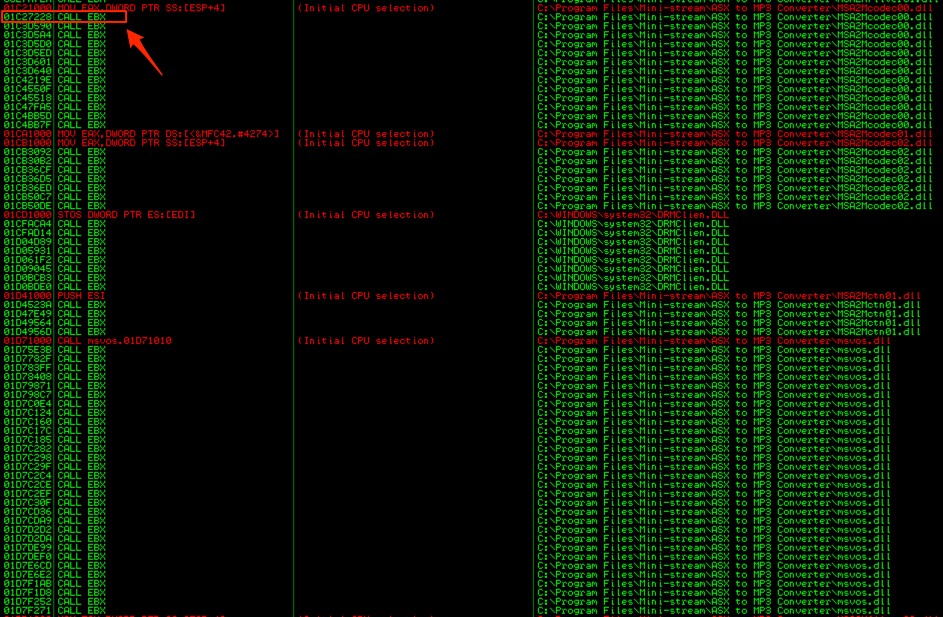 01C21000 MOV EAX,DWORD PTR SS:[ESP+4] (Initial CPU selection) C:\Program Files\Mini-stream\ASX to MP3 Converter\MSA2Mcodec00.dll
01C27228 CALL EBX C:\Program Files\Mini-stream\ASX to MP3 Converter\MSA2Mcodec00.dll
01C3D590 CALL EBX C:\Program Files\Mini-stream\ASX to MP3 Converter\MSA2Mcodec00.dll
01C3D5A4 CALL EBX C:\Program Files\Mini-stream\ASX to MP3 Converter\MSA2Mcodec00.dll
01C3D5D0 CALL EBX C:\Program Files\Mini-stream\ASX to MP3 Converter\MSA2Mcodec00.dll
01C3D5ED CALL EBX C:\Program Files\Mini-stream\ASX to MP3 Converter\MSA2Mcodec00.dll
01C3D601 CALL EBX C:\Program Files\Mini-stream\ASX to MP3 Converter\MSA2Mcodec00.dll
01C3D640 CALL EBX C:\Program Files\Mini-stream\ASX to MP3 Converter\MSA2Mcodec00.dll
01C4219E CALL EBX C:\Program Files\Mini-stream\ASX to MP3 Converter\MSA2Mcodec00.dll
01C4550F CALL EBX C:\Program Files\Mini-stream\ASX to MP3 Converter\MSA2Mcodec00.dll
01C45518 CALL EBX C:\Program Files\Mini-stream\ASX to MP3 Converter\MSA2Mcodec00.dll
01C47FA5 CALL EBX C:\Program Files\Mini-stream\ASX to MP3 Converter\MSA2Mcodec00.dll
01C4BB5D CALL EBX C:\Program Files\Mini-stream\ASX to MP3 Converter\MSA2Mcodec00.dll
01C4BB7F CALL EBX C:\Program Files\Mini-stream\ASX to MP3 Converter\MSA2Mcodec00.dll
01CA1000 MOV EAX,DWORD PTR DS:[<&MFC42.#4274>] (Initial CPU selection) C:\Program Files\Mini-stream\ASX to MP3 Converter\MSA2Mcodec01.dll
01CB1000 MOV EAX,DWORD PTR SS:[ESP+4] (Initial CPU selection) C:\Program Files\Mini-stream\ASX to MP3 Converter\MSA2Mcodec02.dll
01CB3092 CALL EBX C:\Program Files\Mini-stream\ASX to MP3 Converter\MSA2Mcodec02.dll
01CB30B2 CALL EBX C:\Program Files\Mini-stream\ASX to MP3 Converter\MSA2Mcodec02.dll
01CB36CF CALL EBX C:\Program Files\Mini-stream\ASX to MP3 Converter\MSA2Mcodec02.dll
01CB36D5 CALL EBX C:\Program Files\Mini-stream\ASX to MP3 Converter\MSA2Mcodec02.dll
01CB36ED CALL EBX C:\Program Files\Mini-stream\ASX to MP3 Converter\MSA2Mcodec02.dll
01CB50C7 CALL EBX C:\Program Files\Mini-stream\ASX to MP3 Converter\MSA2Mcodec02.dll
01CB50DE CALL EBX C:\Program Files\Mini-stream\ASX to MP3 Converter\MSA2Mcodec02.dll
01CD1000 STOS DWORD PTR ES:[EDI] (Initial CPU selection) C:\WINDOWS\system32\DRMClien.DLL
01CFACA4 CALL EBX C:\WINDOWS\system32\DRMClien.DLL
01CFAD14 CALL EBX C:\WINDOWS\system32\DRMClien.DLL
01D04D89 CALL EBX C:\WINDOWS\system32\DRMClien.DLL
01D05931 CALL EBX C:\WINDOWS\system32\DRMClien.DLL
01D061F2 CALL EBX C:\WINDOWS\system32\DRMClien.DLL
01D09045 CALL EBX C:\WINDOWS\system32\DRMClien.DLL
01D0BCB3 CALL EBX C:\WINDOWS\system32\DRMClien.DLL
01D0BDE0 CALL EBX C:\WINDOWS\system32\DRMClien.DLL
01D41000 PUSH ESI (Initial CPU selection) C:\Program Files\Mini-stream\ASX to MP3 Converter\MSA2Mctn01.dll
01D4523A CALL EBX C:\Program Files\Mini-stream\ASX to MP3 Converter\MSA2Mctn01.dll
01D47E49 CALL EBX C:\Program Files\Mini-stream\ASX to MP3 Converter\MSA2Mctn01.dll
01D49564 CALL EBX C:\Program Files\Mini-stream\ASX to MP3 Converter\MSA2Mctn01.dll
01D4956D CALL EBX C:\Program Files\Mini-stream\ASX to MP3 Converter\MSA2Mctn01.dll
01D71000 CALL msvos.01D71010 (Initial CPU selection) C:\Program Files\Mini-stream\ASX to MP3 Converter\msvos.dll
01D75E3B CALL EBX C:\Program Files\Mini-stream\ASX to MP3 Converter\msvos.dll
01D7782F CALL EBX C:\Program Files\Mini-stream\ASX to MP3 Converter\msvos.dll
01D783FF CALL EBX C:\Program Files\Mini-stream\ASX to MP3 Converter\msvos.dll
01D78408 CALL EBX C:\Program Files\Mini-stream\ASX to MP3 Converter\msvos.dll
01D79871 CALL EBX C:\Program Files\Mini-stream\ASX to MP3 Converter\msvos.dll
01D798C7 CALL EBX C:\Program Files\Mini-stream\ASX to MP3 Converter\msvos.dll
01D7C0E4 CALL EBX C:\Program Files\Mini-stream\ASX to MP3 Converter\msvos.dll
01D7C124 CALL EBX C:\Program Files\Mini-stream\ASX to MP3 Converter\msvos.dll
01D7C160 CALL EBX C:\Program Files\Mini-stream\ASX to MP3 Converter\msvos.dll
01D7C17C CALL EBX C:\Program Files\Mini-stream\ASX to MP3 Converter\msvos.dll
01D7C185 CALL EBX C:\Program Files\Mini-stream\ASX to MP3 Converter\msvos.dll
01D7C282 CALL EBX C:\Program Files\Mini-stream\ASX to MP3 Converter\msvos.dll
01D7C298 CALL EBX C:\Program Files\Mini-stream\ASX to MP3 Converter\msvos.dll
01D7C29F CALL EBX C:\Program Files\Mini-stream\ASX to MP3 Converter\msvos.dll
01D7C2C4 CALL EBX C:\Program Files\Mini-stream\ASX to MP3 Converter\msvos.dll
01D7C2CE CALL EBX C:\Program Files\Mini-stream\ASX to MP3 Converter\msvos.dll
01D7C2EF CALL EBX C:\Program Files\Mini-stream\ASX to MP3 Converter\msvos.dll
01D7C30F CALL EBX C:\Program Files\Mini-stream\ASX to MP3 Converter\msvos.dll
01D7CD36 CALL EBX C:\Program Files\Mini-stream\ASX to MP3 Converter\msvos.dll
01D7CDA9 CALL EBX C:\Program Files\Mini-stream\ASX to MP3 Converter\msvos.dll
01D7D2D2 CALL EBX C:\Program Files\Mini-stream\ASX to MP3 Converter\msvos.dll
01D7D2DA CALL EBX C:\Program Files\Mini-stream\ASX to MP3 Converter\msvos.dll
01D7DE99 CALL EBX C:\Program Files\Mini-stream\ASX to MP3 Converter\msvos.dll
01D7DEF0 CALL EBX C:\Program Files\Mini-stream\ASX to MP3 Converter\msvos.dll
01D7E6CD CALL EBX C:\Program Files\Mini-stream\ASX to MP3 Converter\msvos.dll
01D7E6E2 CALL EBX C:\Program Files\Mini-stream\ASX to MP3 Converter\msvos.dll
01D7F1AB CALL EBX C:\Program Files\Mini-stream\ASX to MP3 Converter\msvos.dll
01D7F1D8 CALL EBX C:\Program Files\Mini-stream\ASX to MP3 Converter\msvos.dll
01D7F252 CALL EBX C:\Program Files\Mini-stream\ASX to MP3 Converter\msvos.dll
01D7F271 CALL EBX C:\Program Files\Mini-stream\ASX to MP3 Converter\msvos.dll